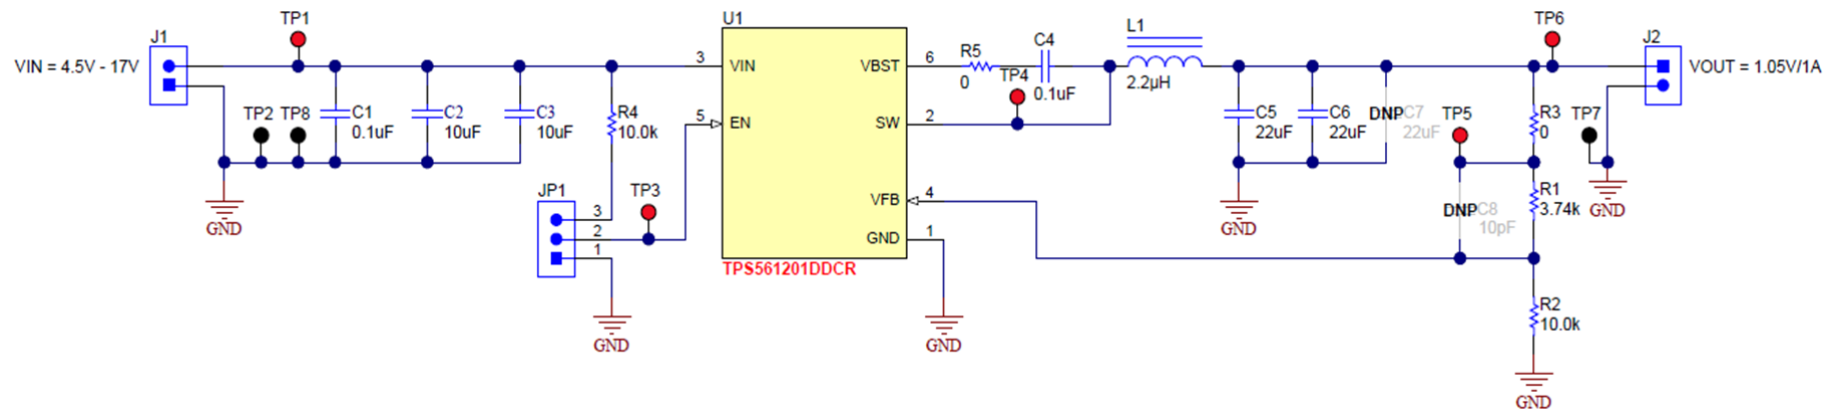 J1
VIN = 4.5V - 17V
TP1
TP2
TP8
C1
0.1uF
C2
10uF
C3
10uF
R4
10.0k
GND
JP1
3
2
1
TP3
GND
U1
3
VIN
5
EN
VBST
6
SW
2
VFB
4
GND
1
TPS561201DDCR
GND
R5
0
C4
0.1uF
TP4
L1
2.2µH
C5
22uF
C6
22uF
DNP
C7
22uF
GND
TP5
DNP
C8
10pF
TP6
R3
0
R1
3.74k
R2
10.0k
GND
TP7
GND
J2
VOUT = 1.05V/1A